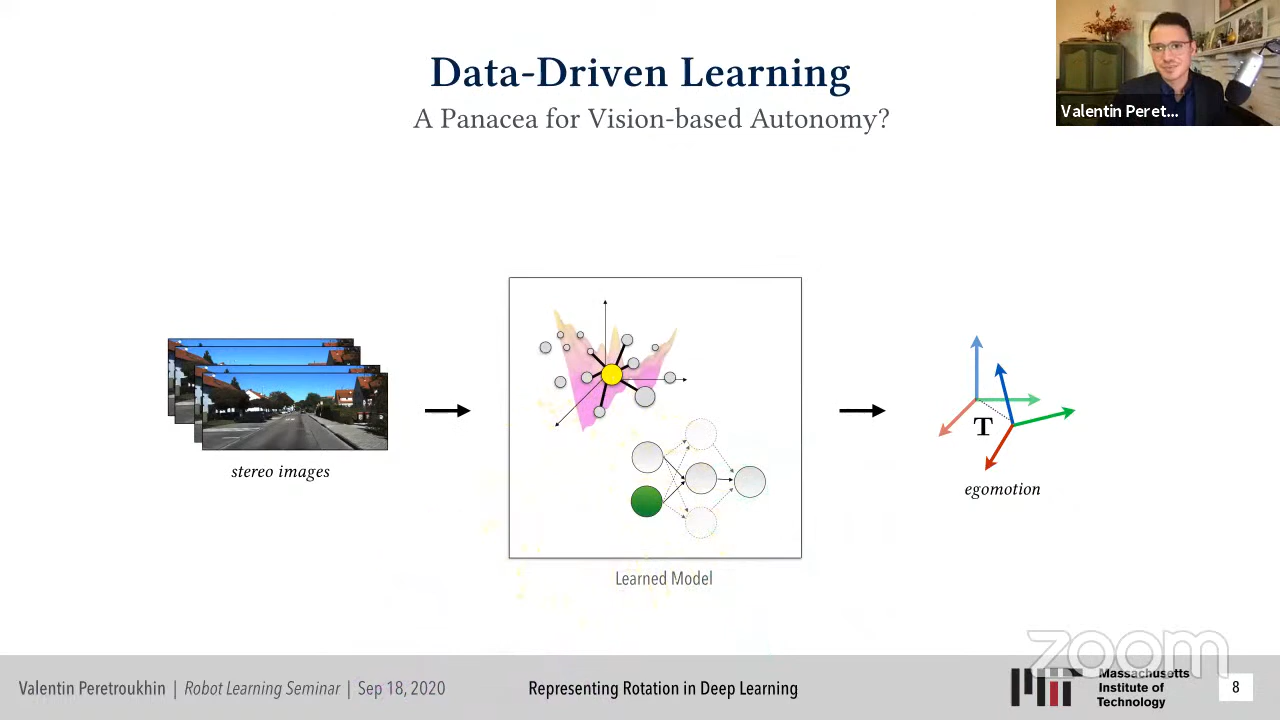 Data-Driven Learning
A Panacea for Vision-based Autonomy?
Valentin Peret...
stereo images
T
egomotion
Learned Model
zoom
Valentin Peretroukhin | Robot Learning Seminar | Sep 18, 2020
Representing Rotation in Deep Learning
Massachusetts
Institute of
Technology
8